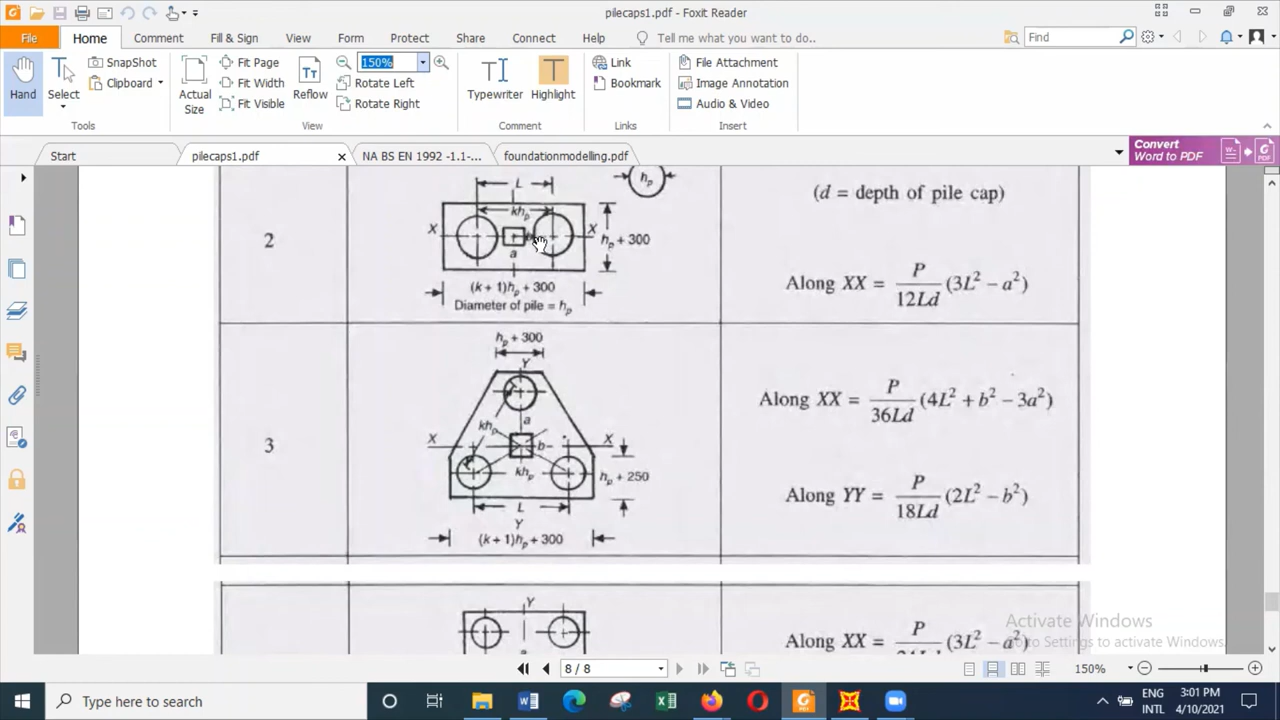 pilecaps1.pdf - Foxit Reader
File Home Comment Fill & Sign View Form Protect Share Connect Help Tell me what you want to do.. Find
Hand
Select
SnapShot
Clipboard
Actual Size
Fit Page
Fit Width
Fit Visible
Reflow
150%
Rotate Left
Rotate Right
Typewriter
Highlight
Link
Bookmark
File Attachment
Image Annotation
Audio & Video
Tools View Comment Links Insert
Start pilecaps1.pdf NA BS EN 1992 -1.1-... foundationmodelling.pdf
Convert
Word to PDF
L
h_p
(d = depth of pile cap)
kh_p
X X
2
h_p + 300
a
Along XX = P/12Ld (3L² − a²)
(k + 1)h_p + 300
Diameter of pile = h_p
h_p + 300
Y
Along XX = P/36Ld (4L² + b² − 3a²)
a
kh_p
X X
3
b
kh_p
h_p + 250
Along YY = P/18Ld (2L² − b²)
L
Y
(k + 1)h_p + 300
Y
Along XX = P (3L² − a²)
Activate Windows
Go to Settings to activate Windows.
8 / 8
150%
Type here to search
ENG
INTL
3:01 PM
4/10/2021